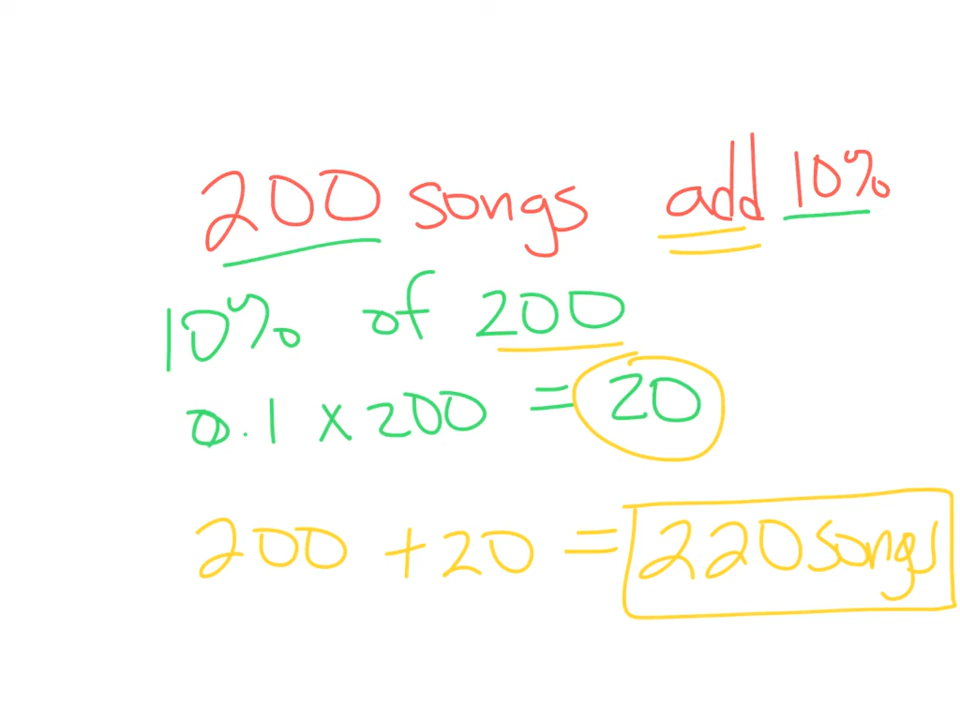 200 songs add 10%
10% of 200
0.1 x 200 = 20
200 + 20 = 220 songs